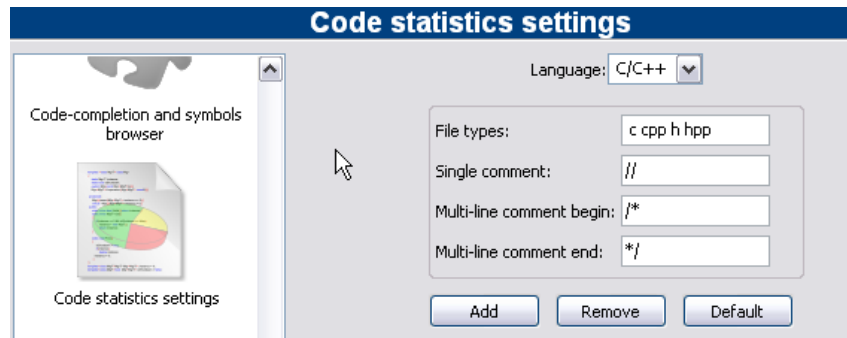 Code statistics settings
Language: C/C++
Code-completion and symbols
browser
File types: c cpp h hpp
Single comment: //
Multi-line comment begin: /*
Multi-line comment end: */
Code statistics settings
Add Remove Default